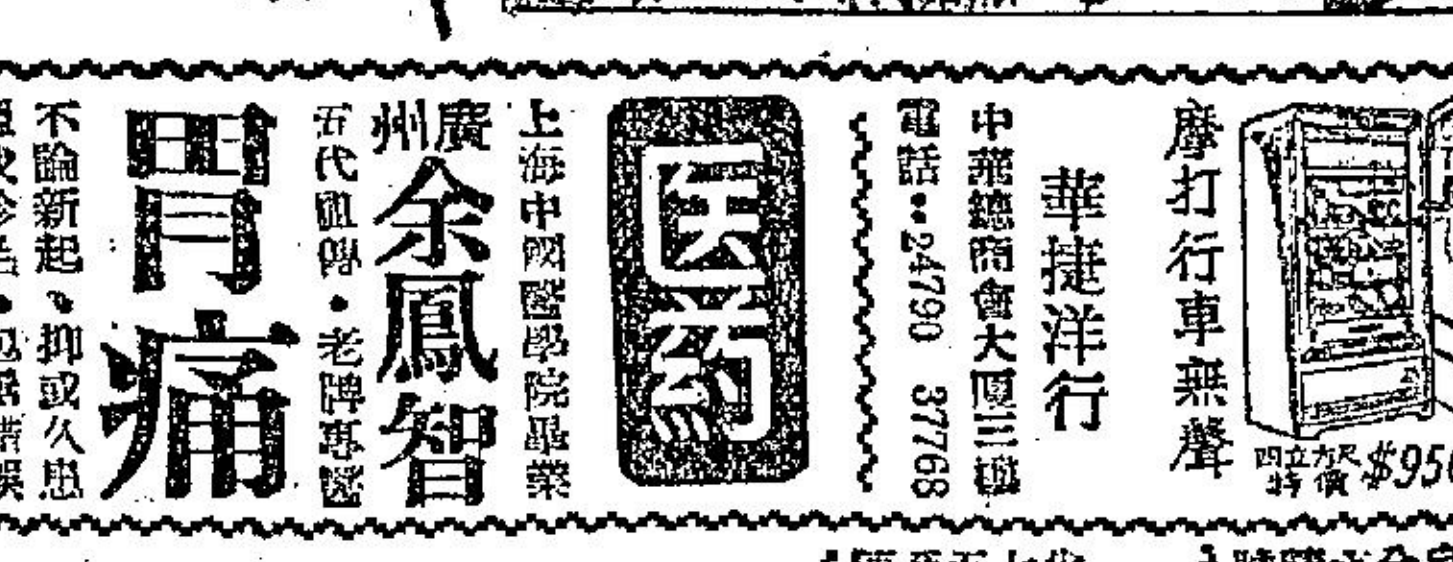 摩打行車無聲
四立方尺
特價 $950
華捷洋行
中華總商會大厦三樓
電話：24790 37768
医药
上海中國醫學院畢業
廣州
余鳳智
五代祖傳·老牌專醫
胃痛
不論新起、抑或久患